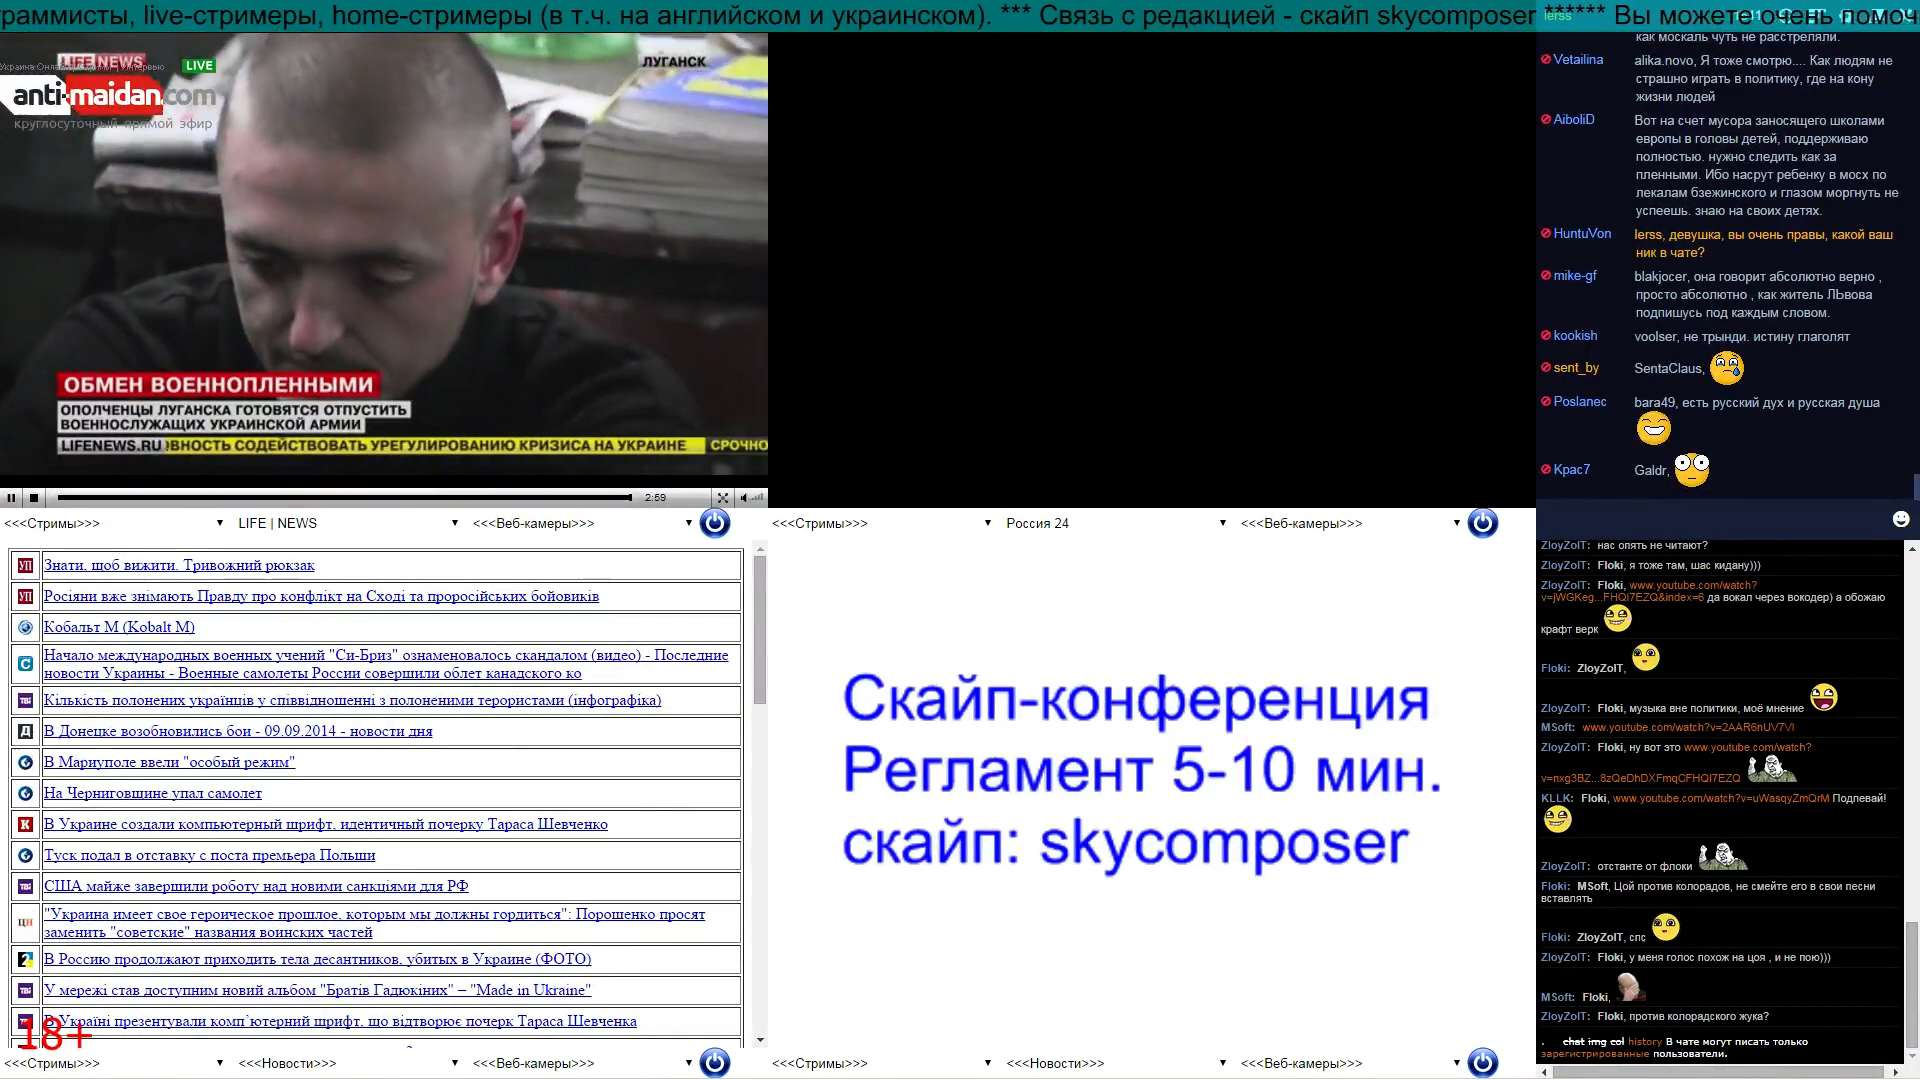 раммисты, live-стримеры, home-стримеры (в т.ч. на английском и украинском). *** Связь с редакцией - скайп skycomposer ****** Вы можете очень помоч
LIFE NEWS
LIVE
ЛУГАНСК
anti-maidan.com
круглосуточный прямой эфир
ОБМЕН ВОЕННОПЛЕННЫМИ
ОПОЛЧЕНЦЫ ЛУГАНСКА ГОТОВЯТСЯ ОТПУСТИТЬ
ВОЕННОСЛУЖАЩИХ УКРАИНСКОЙ АРМИИ
LIFENEWS.RU ОВНОСТЬ СОДЕЙСТВОВАТЬ УРЕГУЛИРОВАНИЮ КРИЗИСА НА УКРАИНЕ СРОЧНО
2:59
<<<Стримы>>> LIFE | NEWS <<<Веб-камеры>>>
<<<Стримы>>> Россия 24 <<<Веб-камеры>>>
Знати, щоб вижити. Тривожний рюкзак
Росіяни вже знімають Правду про конфлікт на Сході та проросійських бойовиків
Кобальт М (Kobalt M)
Начало международных военных учений "Си-Бриз" ознаменовалось скандалом (видео) - Последние
новости Украины - Военные самолеты России совершили облет канадского ко
Кількість полонених українців у співвідношенні з полоненими терористами (інфографіка)
В Донецке возобновились бои - 09.09.2014 - новости дня
В Мариуполе ввели "особый режим"
На Черниговщине упал самолет
В Украине создали компьютерный шрифт, идентичный почерку Тараса Шевченко
Туск подал в отставку с поста премьера Польши
США майже завершили роботу над новими санкціями для РФ
"Украина имеет свое героическое прошлое, которым мы должны гордиться": Порошенко просят
заменить "советские" названия воинских частей
В Россию продолжают приходить тела десантников, убитых в Украине (ФОТО)
У мережі став доступним новий альбом "Братів Гадюкіних" – "Made in Ukraine"
В Україні презентували комп`ютерний шрифт, що відтворює почерк Тараса Шевченка
18+
<<<Стримы>>> <<<Новости>>> <<<Веб-камеры>>>
Скайп-конференция
Регламент 5-10 мин.
скайп: skycomposer
<<<Стримы>>> <<<Новости>>> <<<Веб-камеры>>>
lerss
как москаль чуть не расстреляли.
Vetailina alika.novo, Я тоже смотрю.... Как людям не
страшно играть в политику, где на кону
жизни людей
AiboliD Вот на счет мусора заносящего школами
европы в головы детей, поддерживаю
полностью. нужно следить как за
пленными. Ибо насрут ребенку в мосх по
лекалам бзежинского и глазом моргнуть не
успеешь. знаю на своих детях.
HuntuVon lerss, девушка, вы очень правы, какой ваш
ник в чате?
mike-gf blakjocer, она говорит абсолютно верно ,
просто абсолютно , как житель ЛЬвова
подпишусь под каждым словом.
kookish voolser, не трынди. истину глаголят
sent_by SentaClaus,
Poslanec bara49, есть русский дух и русская душа
Kpac7 Galdr,
ZloyZolT: нас опять не читают?
ZloyZolT: Floki, я тоже там, шас кидану)))
ZloyZolT: Floki, www.youtube.com/watch?
v=jWGKeg...FHQI7EZQ&index=6 да вокал через вокодер) а обожаю
крафт верк
Floki: ZloyZolT,
ZloyZolT: Floki, музыка вне политики, моё мнение
MSoft: www.youtube.com/watch?v=2AAR6nUV7VI
ZloyZolT: Floki, ну вот это www.youtube.com/watch?
v=nxg3BZ...8zQeDhDXFmqCFHQI7EZQ
KLLK: Floki, www.youtube.com/watch?v=uWasqyZmQrM Подпевай!
ZloyZolT: отстанте от флоки
Floki: MSoft, Цой против колорадов, не смейте его в свои песни
вставлять
Floki: ZloyZolT, спс
ZloyZolT: Floki, у меня голос похож на цоя , и не пою)))
MSoft: Floki,
ZloyZolT: Floki, против колорадского жука?
. chat img col history В чате могут писать только
зарегистрированные пользователи.